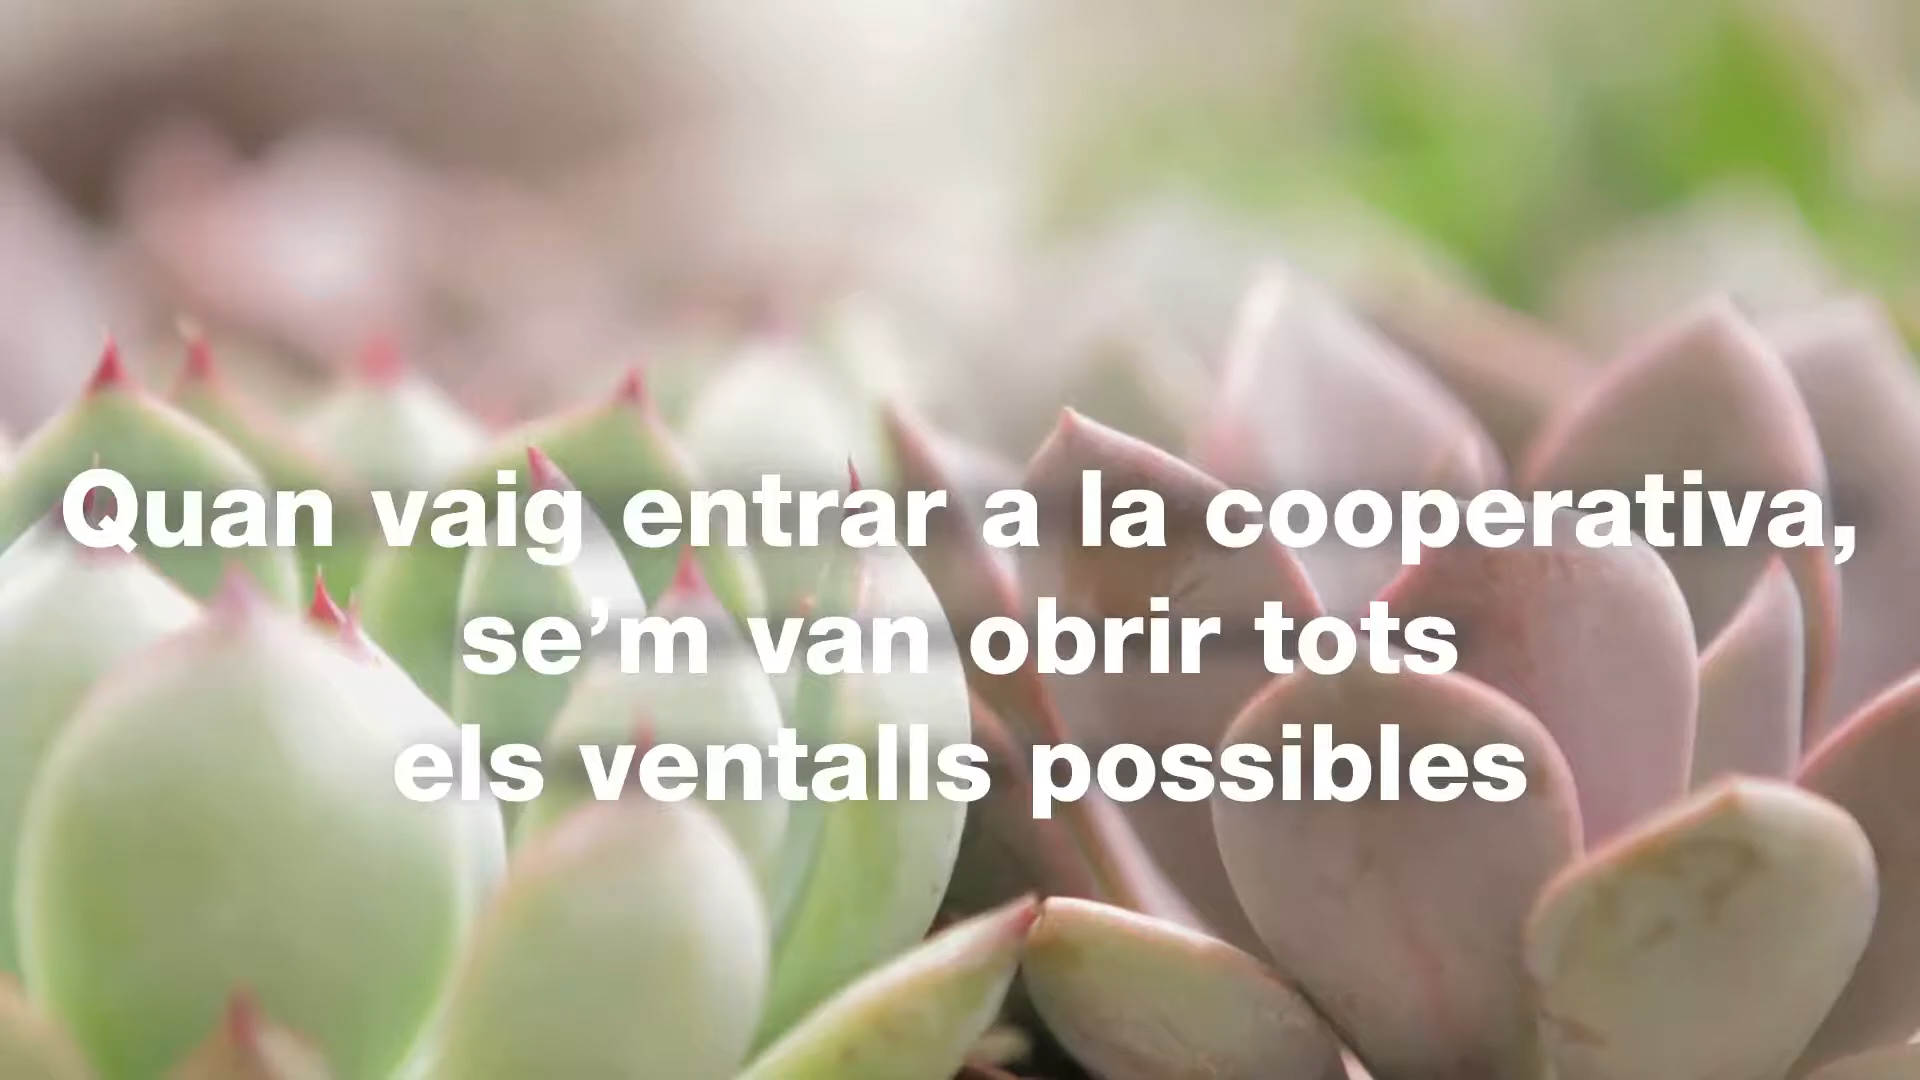 Quan vaig entrar a la cooperativa,
se’m van obrir tots
els ventalls possibles